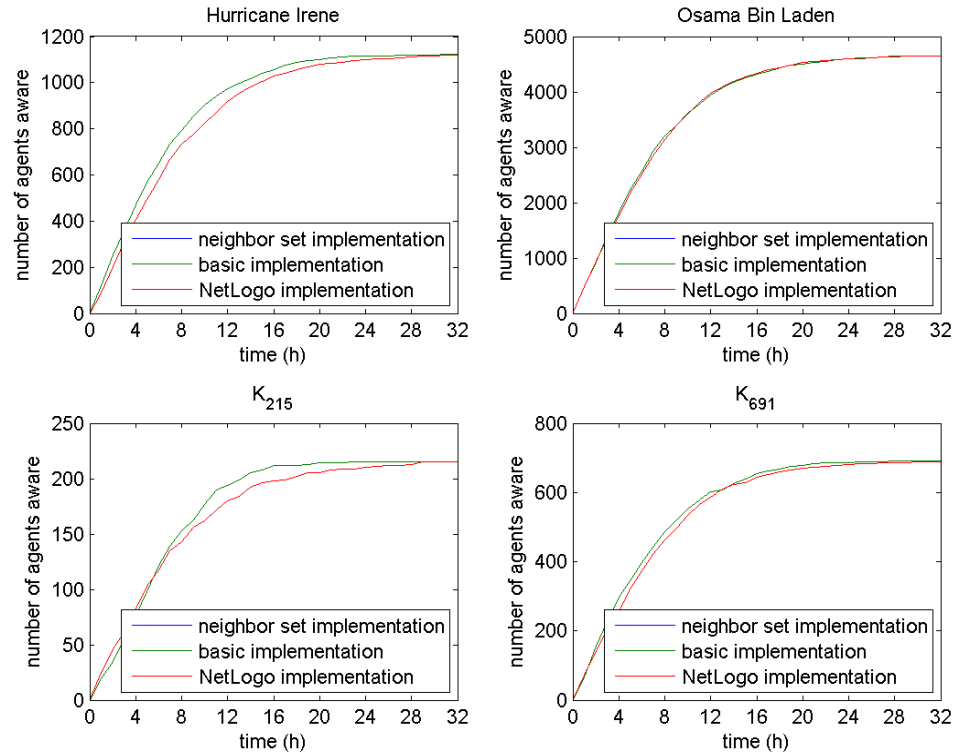 Hurricane Irene
1200
1000
800
600
400
200
0
number of agents aware
neighbor set implementation
basic implementation
NetLogo implementation
0 4 8 12 16 20 24 28 32
time (h)
Osama Bin Laden
5000
4000
3000
2000
1000
0
number of agents aware
neighbor set implementation
basic implementation
NetLogo implementation
0 4 8 12 16 20 24 28 32
time (h)
K215
250
200
150
100
50
0
number of agents aware
neighbor set implementation
basic implementation
NetLogo implementation
0 4 8 12 16 20 24 28 32
time (h)
K691
800
600
400
200
0
number of agents aware
neighbor set implementation
basic implementation
NetLogo implementation
0 4 8 12 16 20 24 28 32
time (h)